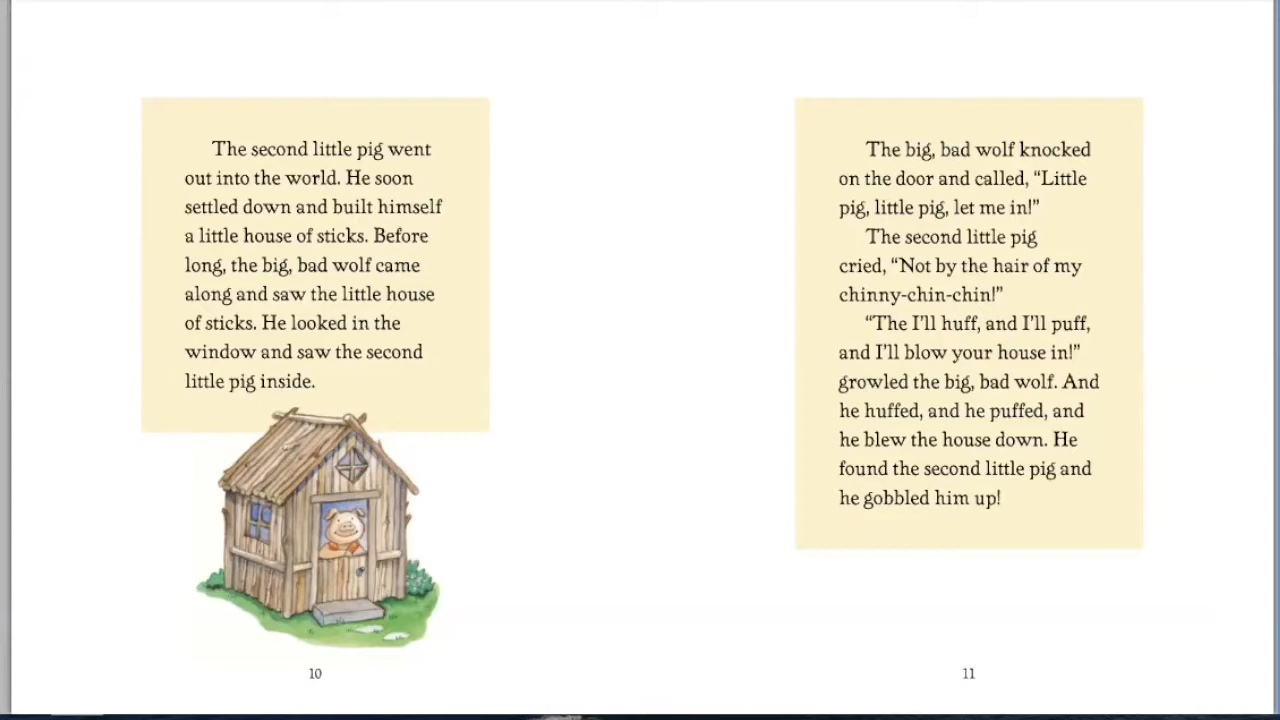 The second little pig went
out into the world. He soon
settled down and built himself
a little house of sticks. Before
long, the big, bad wolf came
along and saw the little house
of sticks. He looked in the
window and saw the second
little pig inside.
10
The big, bad wolf knocked
on the door and called, “Little
pig, little pig, let me in!”
The second little pig
cried, “Not by the hair of my
chinny-chin-chin!”
“The I’ll huff, and I’ll puff,
and I’ll blow your house in!”
growled the big, bad wolf. And
he huffed, and he puffed, and
he blew the house down. He
found the second little pig and
he gobbled him up!
11